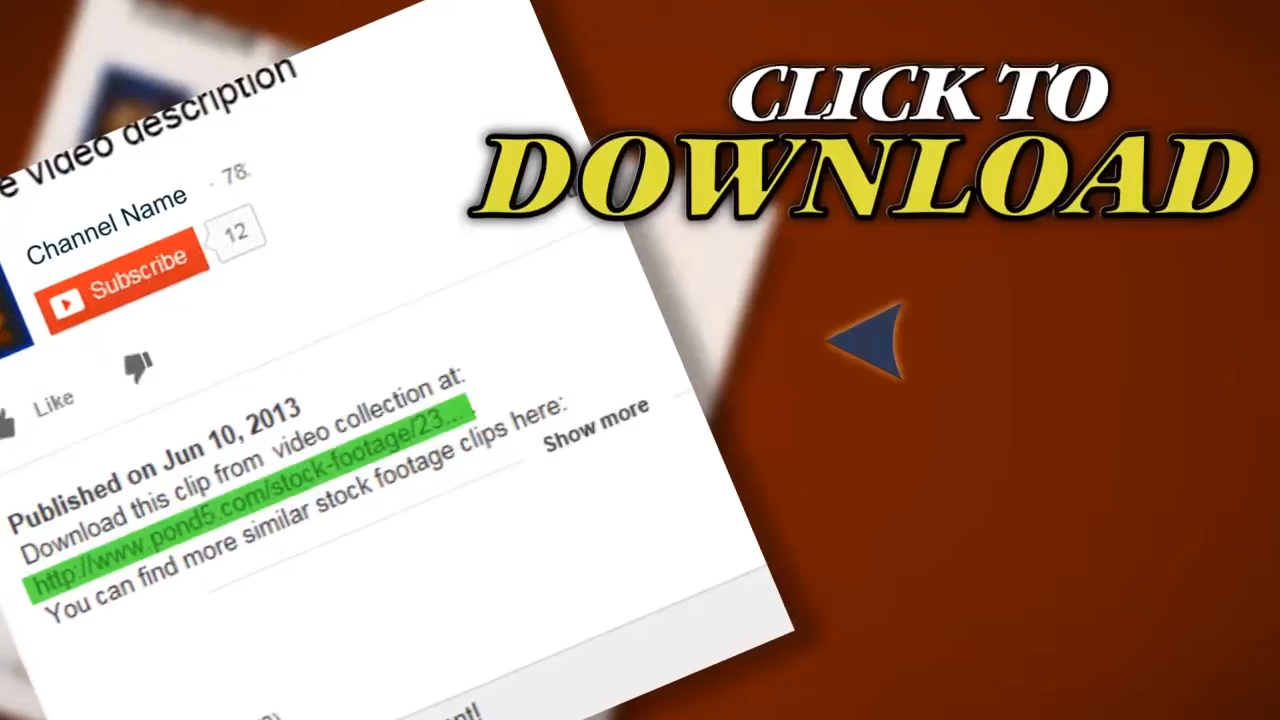 CLICK TO
DOWNLOAD
e video description
Channel Name
- 78
Subscribe
12
Like
Published on Jun 10, 2013
Download this clip from video collection at:
http://www.pond5.com/stock-footage/23...
You can find more similar stock footage clips here:
Show more